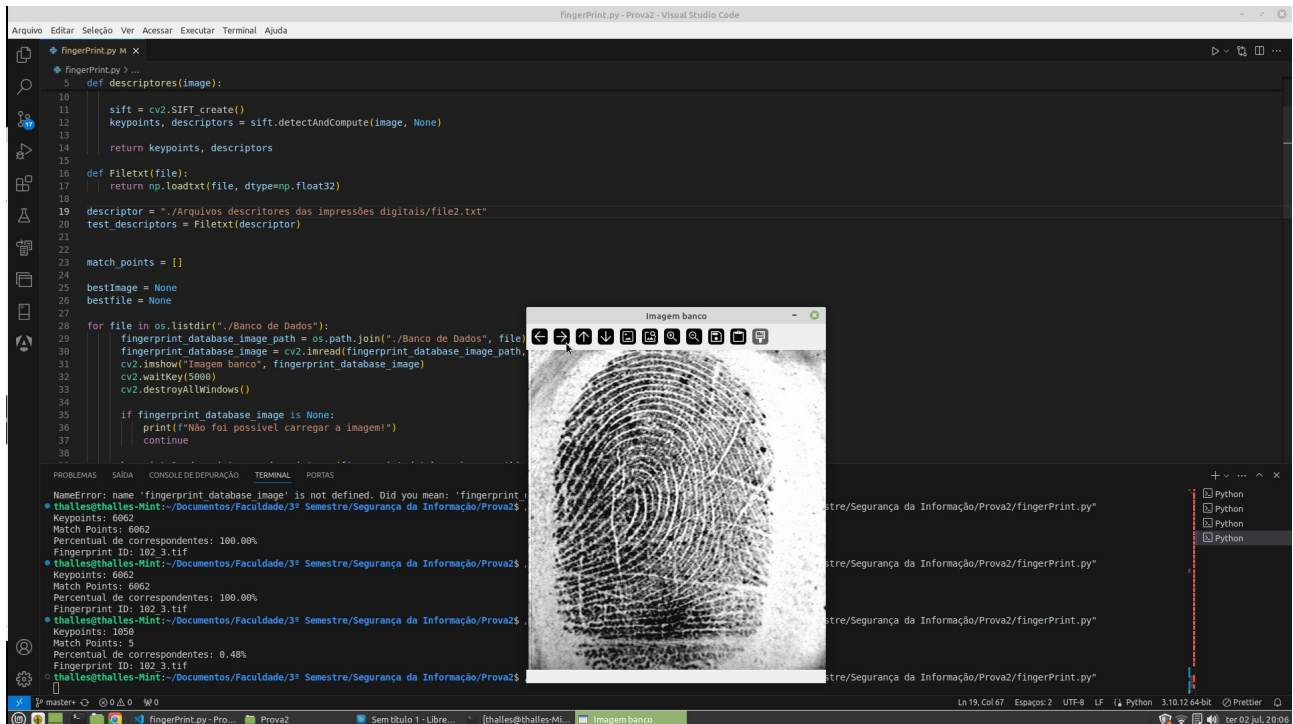 fingerPrint.py - Prova2 - Visual Studio Code
Arquivo Editar Seleção Ver Acessar Executar Terminal Ajuda
fingerPrint.py M
fingerPrint.py > ...
5 def descriptores(image):
10
11 sift = cv2.SIFT_create()
12 keypoints, descriptors = sift.detectAndCompute(image, None)
13
14 return keypoints, descriptors
15
16 def Filetxt(file):
17 return np.loadtxt(file, dtype=np.float32)
18
19 descriptor = "./Arquivos descritores das impressões digitais/file2.txt"
20 test_descriptors = Filetxt(descriptor)
21
22
23 match_points = []
24
25 bestImage = None
26 bestfile = None
27
28 for file in os.listdir("./Banco de Dados"):
29 fingerprint_database_image_path = os.path.join("./Banco de Dados", file)
30 fingerprint_database_image = cv2.imread(fingerprint_database_image_path,
31 cv2.imshow("Imagem banco", fingerprint_database_image)
32 cv2.waitKey(5000)
33 cv2.destroyAllWindows()
34
35 if fingerprint_database_image is None:
36 print(f"Não foi possível carregar a imagem!")
37 continue
38
Imagem banco
PROBLEMAS SAÍDA CONSOLE DE DEPURAÇÃO TERMINAL PORTAS
NameError: name 'fingerprint_database_image' is not defined. Did you mean: 'fingerprint_
thalles@thalles-Mint:~/Documentos/Faculdade/3º Semestre/Segurança da Informação/Prova2$ stre/Segurança da Informação/Prova2/fingerPrint.py"
Keypoints: 6062
Match Points: 6062
Percentual de correspondentes: 100.00%
Fingerprint ID: 102_3.tif
thalles@thalles-Mint:~/Documentos/Faculdade/3º Semestre/Segurança da Informação/Prova2$ stre/Segurança da Informação/Prova2/fingerPrint.py"
Keypoints: 6062
Match Points: 6062
Percentual de correspondentes: 100.00%
Fingerprint ID: 102_3.tif
thalles@thalles-Mint:~/Documentos/Faculdade/3º Semestre/Segurança da Informação/Prova2$ stre/Segurança da Informação/Prova2/fingerPrint.py"
Keypoints: 1050
Match Points: 5
Percentual de correspondentes: 0.48%
Fingerprint ID: 102_3.tif
thalles@thalles-Mint:~/Documentos/Faculdade/3º Semestre/Segurança da Informação/Prova2$ stre/Segurança da Informação/Prova2/fingerPrint.py"
Python
Python
Python
Python
17
master+ 0 0 0 Ln 19, Col 67 Espaços: 2 UTF-8 LF Python 3.10.12 64-bit Prettier
fingerPrint.py - Pro... Prova2 Sem título 1 - Libre... [thalles@thalles-Mi... Imagem banco ter 02 jul, 20:06